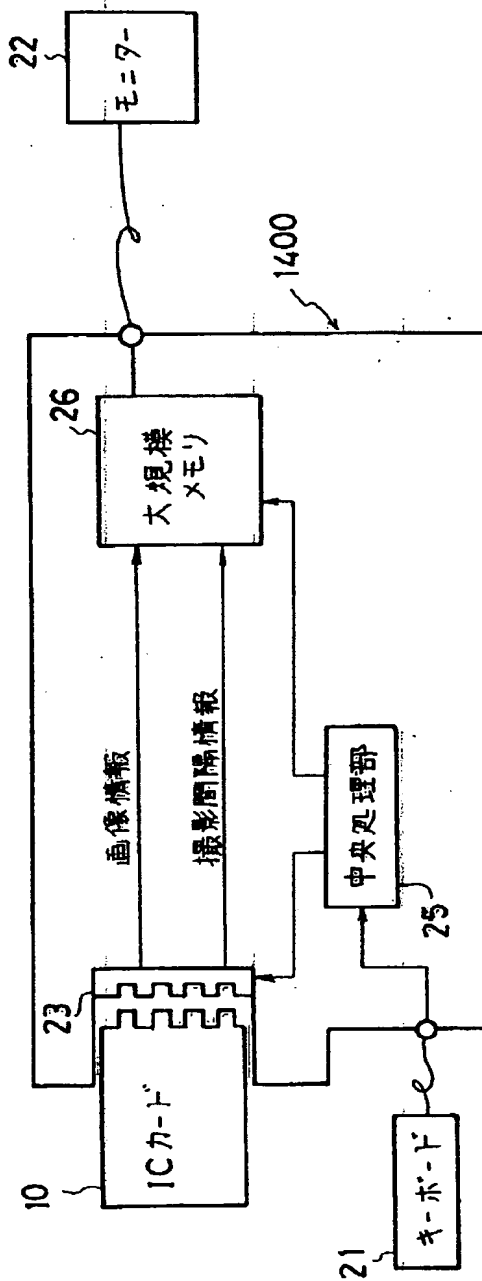 22
モニター
1400
26
大規模
メモリ
画像情報
撮影間隔情報
中央処理部
25
23
10
ICカード
21
キーボード